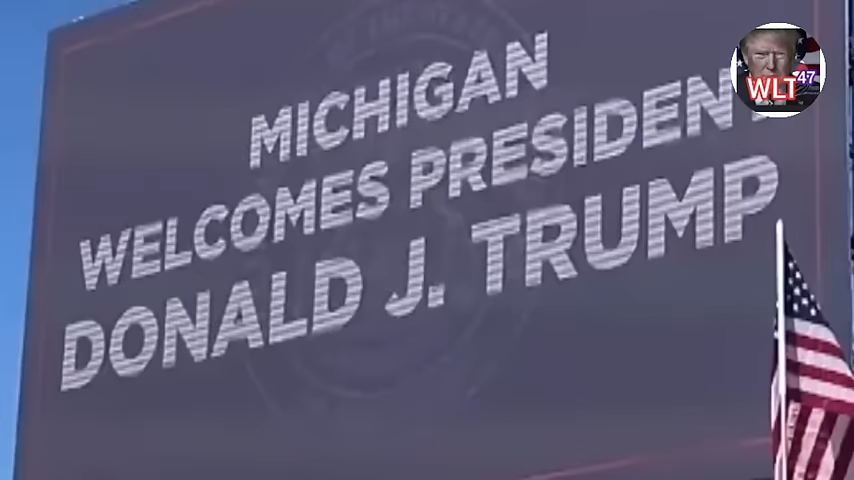 MICHIGAN
WELCOMES PRESIDENT
DONALD J. TRUMP
WLT
47